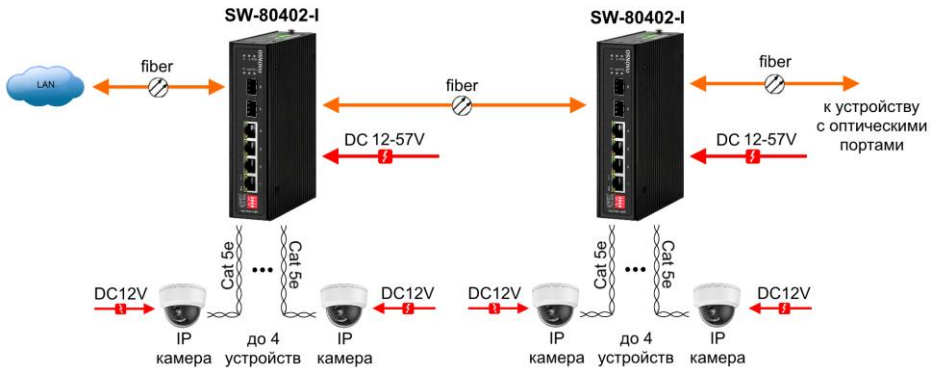 SW-80402-I
SW-80402-I
LAN
fiber
fiber
fiber
DC 12-57V
DC 12-57V
к устройству
с оптическими
портами
OSNOVO
OSNOVO
Cat 5e
Cat 5e
Cat 5e
Cat 5e
DC12V
DC12V
DC12V
DC12V
IP
камера
до 4
устройств
IP
камера
IP
камера
до 4
устройств
IP
камера